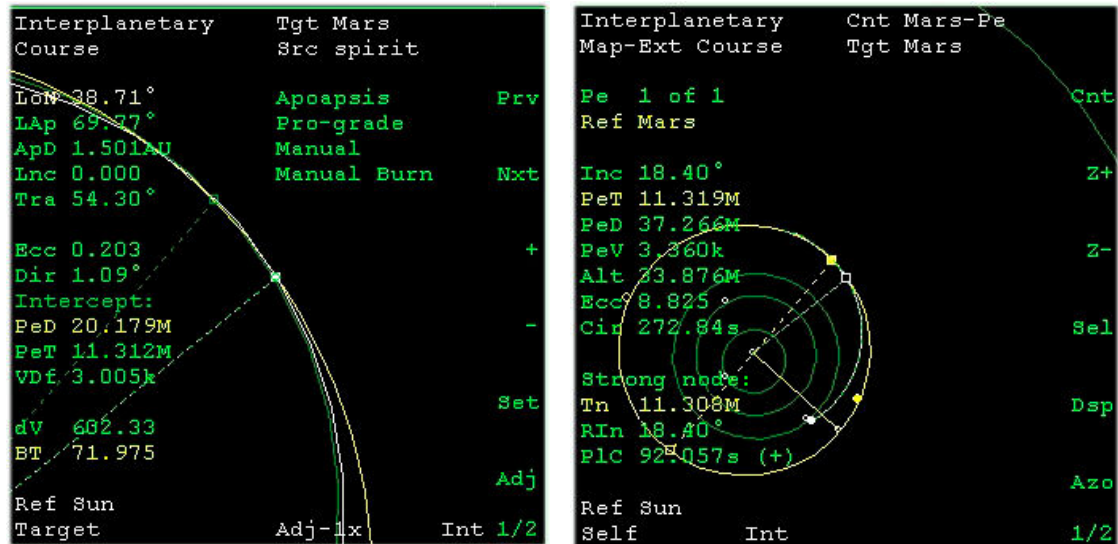 Interplanetary Tgt Mars
Course Src spirit
LoN 38.71° Apoapsis Prv
LAp 69.77° Pro-grade
ApD 1.501AU Manual
Lnc 0.000 Manual Burn Nxt
Tra 54.30°
Ecc 0.203 +
Dir 1.09°
Intercept:
PeD 20.179M -
PeT 11.312M
VDf 3.005k
Set
dV 602.33
BT 71.975
Adj
Ref Sun
Target Adj-1x Int 1/2
Interplanetary Cnt Mars-Pe
Map-Ext Course Tgt Mars
Pe 1 of 1 Cnt
Ref Mars
Inc 18.40° Z+
PeT 11.319M
PeD 37.266M
PeV 3.360k Z-
Alt 33.876M
Ecc 8.825
Cir 272.84s Sel
Strong node:
Tn 11.308M Dsp
RIn 18.40°
PlC 92.057s (+)
Azo
Ref Sun
Self Int 1/2